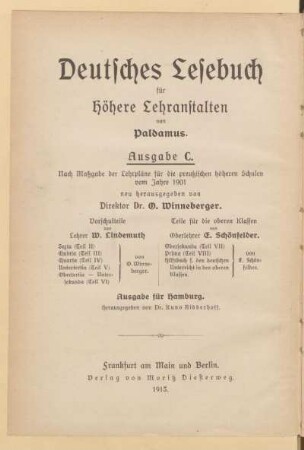 Deutsches Lesebuch
für
Höhere Lehranstalten
von
Paldamus.
Ausgabe C.
Nach Maßgabe der Lehrpläne für die preußischen höheren Schulen
vom Jahre 1901
neu herausgegeben von
Direktor Dr. O. Winneberger.
Vorschulteile
von
Lehrer W. Lindemuth
Sexta (Teil II)
Quinta (Teil III)
Quarta (Teil IV)
Untertertia (Teil V)
Obertertia – Untersekunda (Teil VI)
von
O. Winneberger.
Teile für die oberen Klassen
von
Oberlehrer E. Schönfelder.
Obersekunda (Teil VII)
Prima (Teil VIII)
Hilfsbuch f. den deutschen
Unterricht in den oberen
Klassen.
von
E. Schönfelder.
Ausgabe für Hamburg.
Herausgegeben von Dr. Anno Ridderhoff.
Frankfurt am Main und Berlin.
Verlag von Moritz Diesterweg.
1913.